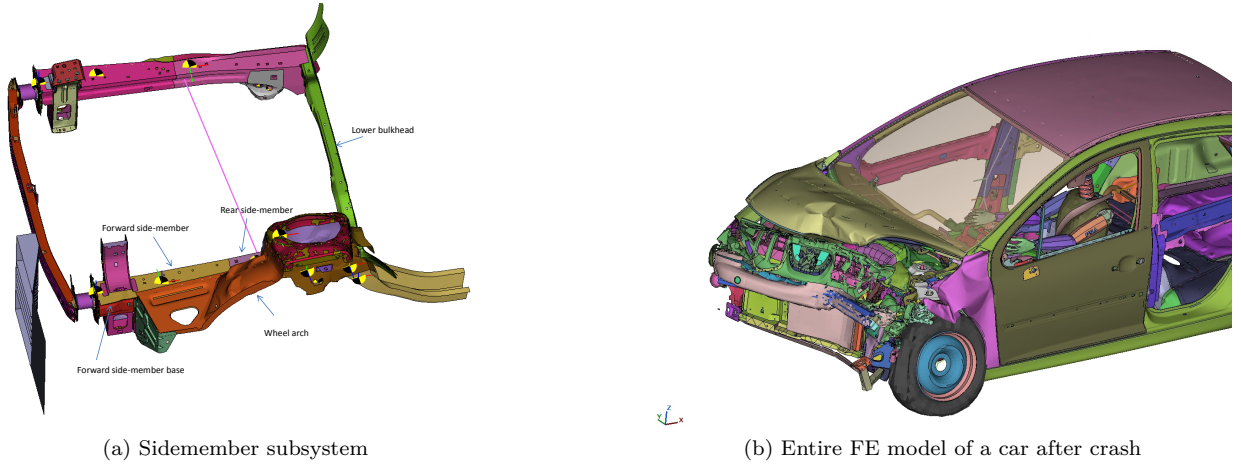 Lower bulkhead
Rear side-member
Forward side-member
Wheel arch
Forward side-member base
Z
Y
X
(a) Sidemember subsystem
(b) Entire FE model of a car after crash